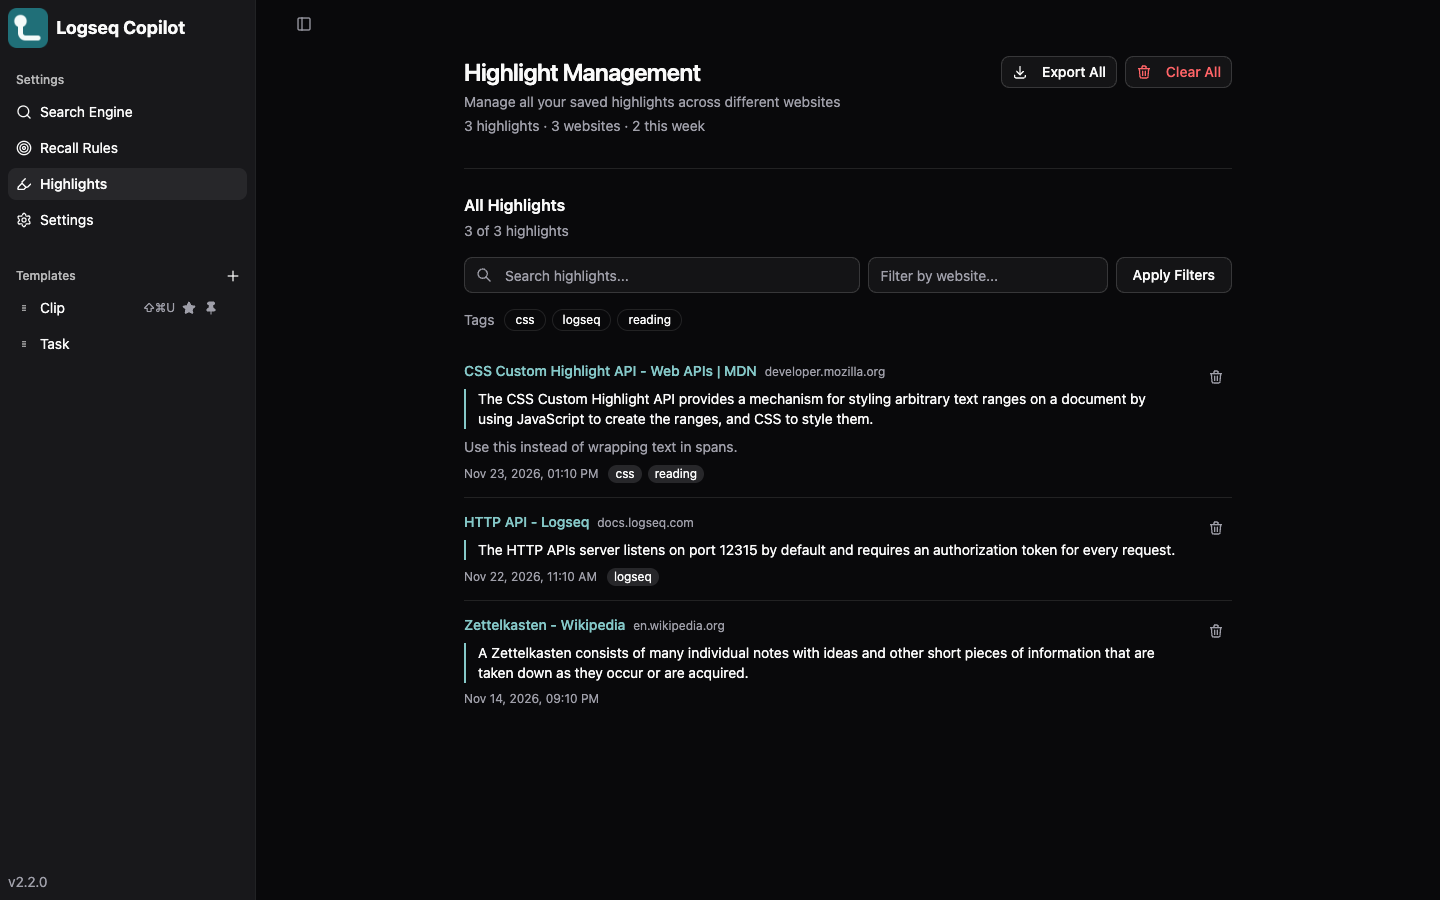 Logseq Copilot
Settings
Search Engine
Recall Rules
Highlights
Settings
Templates
Clip ⇧⌘U
Task
v2.2.0
Highlight Management
Export All
Clear All
Manage all your saved highlights across different websites
3 highlights · 3 websites · 2 this week
All Highlights
3 of 3 highlights
Search highlights...
Filter by website...
Apply Filters
Tags css logseq reading
CSS Custom Highlight API - Web APIs | MDN developer.mozilla.org
The CSS Custom Highlight API provides a mechanism for styling arbitrary text ranges on a document by
using JavaScript to create the ranges, and CSS to style them.
Use this instead of wrapping text in spans.
Nov 23, 2026, 01:10 PM css reading
HTTP API - Logseq docs.logseq.com
The HTTP APIs server listens on port 12315 by default and requires an authorization token for every request.
Nov 22, 2026, 11:10 AM logseq
Zettelkasten - Wikipedia en.wikipedia.org
A Zettelkasten consists of many individual notes with ideas and other short pieces of information that are
taken down as they occur or are acquired.
Nov 14, 2026, 09:10 PM